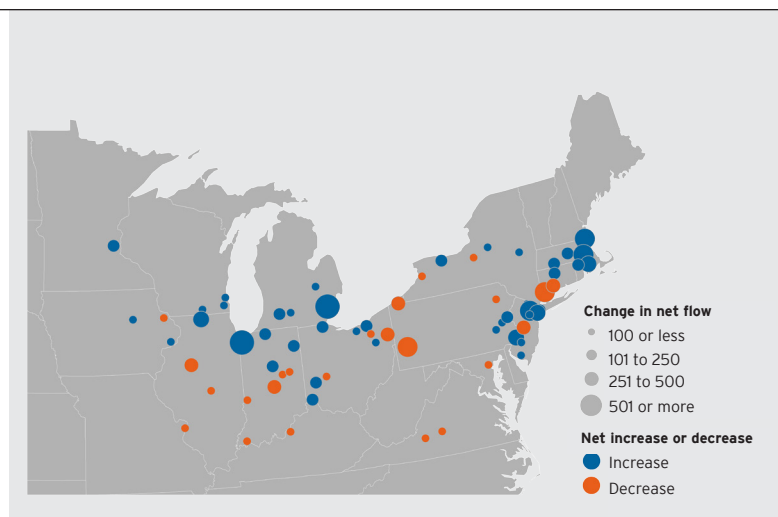 Change in net flow
100 or less
101 to 250
251 to 500
501 or more
Net increase or decrease
Increase
Decrease